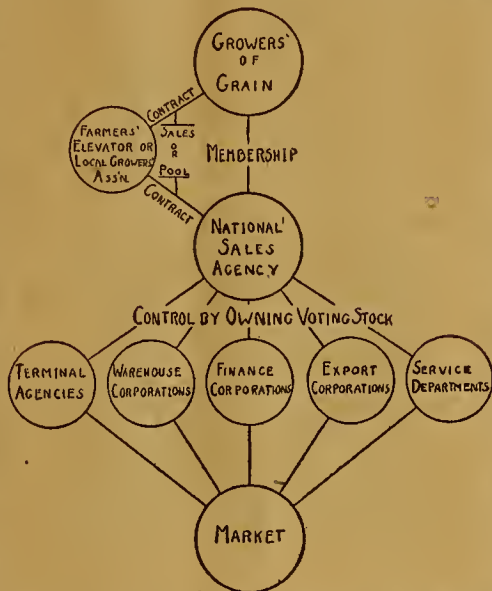 GROWERS'
OF
GRAIN
CONTRACT
SALES
OR
POOL
CONTRACT
FARMERS'
ELEVATOR OR
LOCAL GROWERS'
ASS'N.
MEMBERSHIP
NATIONAL'
SALES
AGENCY
CONTROL BY OWNING VOTING STOCK
TERMINAL
AGENCIES
WAREHOUSE
CORPORATIONS
FINANCE
CORPORATIONS
EXPORT
CORPORATIONS
SERVICE
DEPARTMENTS
MARKET